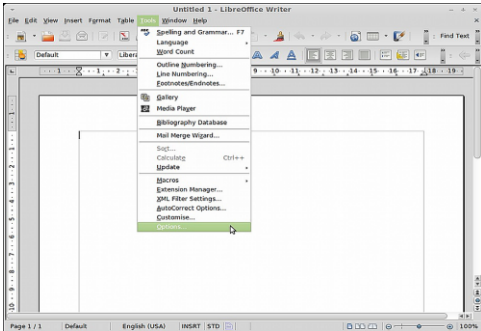 Untitled 1 - LibreOffice Writer
File Edit View Insert Format Table Tools Window Help
Find Text
Default
Liber
Spelling and Grammar... F7
Language
Word Count
Outline Numbering...
Line Numbering...
Footnotes/Endnotes...
Gallery
Media Player
Bibliography Database
Mail Merge Wizard...
Sort...
Calculate Ctrl++
Update
Macros
Extension Manager...
XML Filter Settings...
AutoCorrect Options...
Customise...
Options...
Page 1 / 1 Default English (USA) INSRT STD 100%